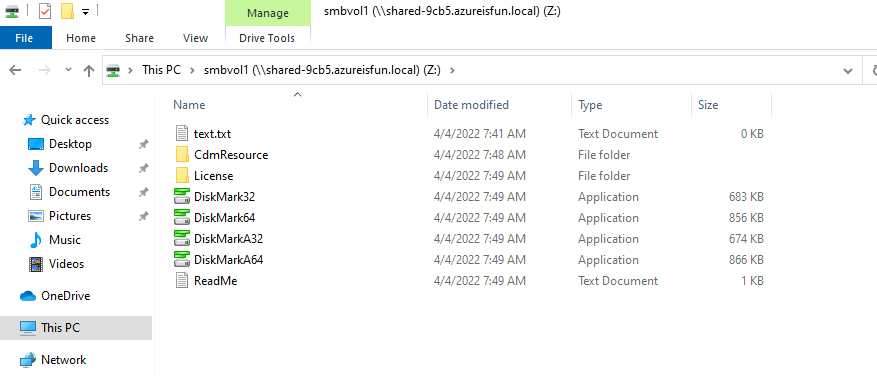 Manage
smbvol1 (\\shared-9cb5.azureisfun.local) (Z:)
File
Home
Share
View
Drive Tools
This PC
smbvol1 (\\shared-9cb5.azureisfun.local) (Z:)
Quick access
Desktop
Downloads
Documents
Pictures
Music
Videos
OneDrive
This PC
Network
Name Date modified Type Size
text.txt 4/4/2022 7:41 AM Text Document 0 KB
CdmResource 4/4/2022 7:48 AM File folder
License 4/4/2022 7:49 AM File folder
DiskMark32 4/4/2022 7:49 AM Application 683 KB
DiskMark64 4/4/2022 7:49 AM Application 856 KB
DiskMarkA32 4/4/2022 7:49 AM Application 674 KB
DiskMarkA64 4/4/2022 7:49 AM Application 866 KB
ReadMe 4/4/2022 7:49 AM Text Document 1 KB